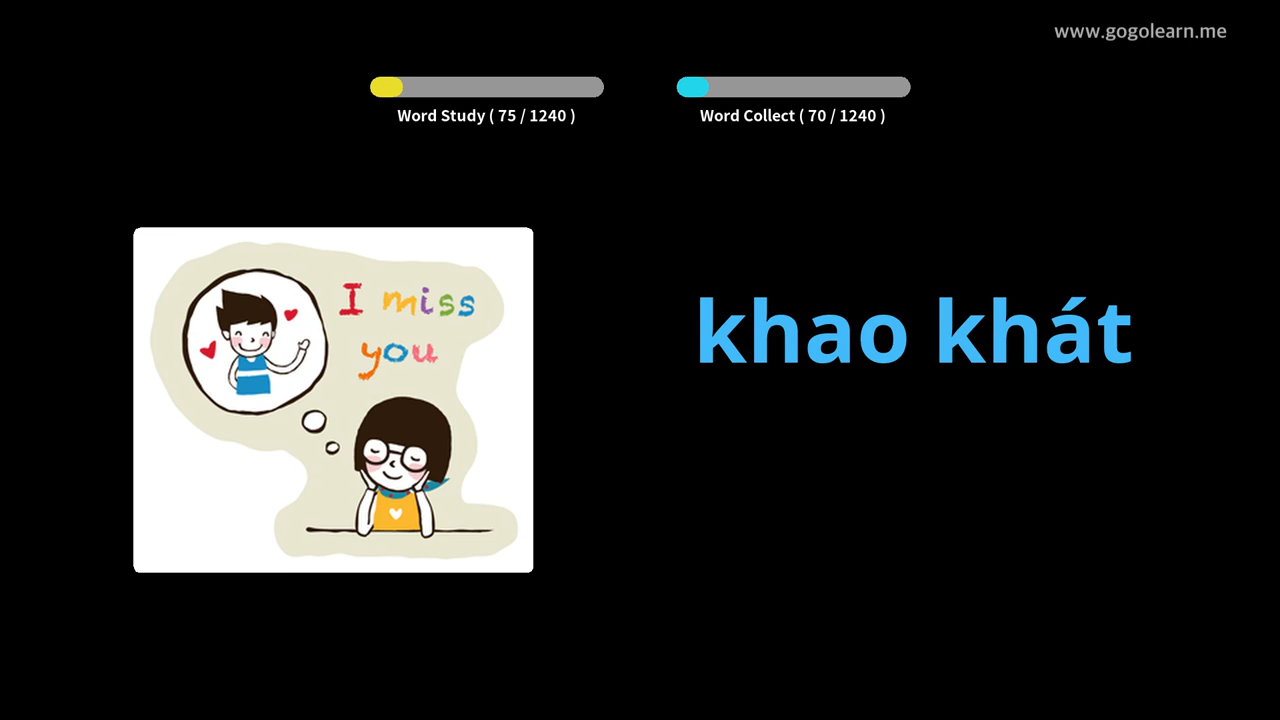 www.gogolearn.me
Word Study ( 75 / 1240 )
Word Collect ( 70 / 1240 )
I miss
you
khao khát